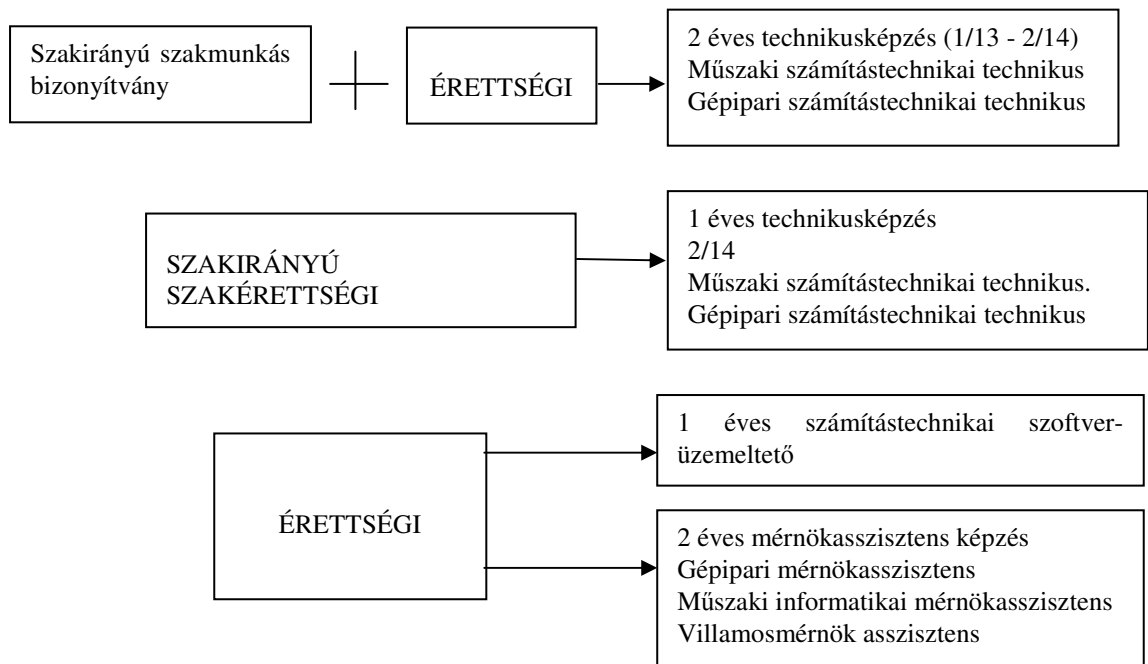 Szakirányú szakmunkás
bizonyítvány
ÉRETTSÉGI
2 éves technikusképzés (1/13 - 2/14)
Műszaki számítástechnikai technikus
Gépipari számítástechnikai technikus
SZAKIRÁNYÚ
SZAKÉRETTSÉGI
1 éves technikusképzés
2/14
Műszaki számítástechnikai technikus.
Gépipari számítástechnikai technikus
ÉRETTSÉGI
1 éves számítástechnikai szoftver-
üzemeltető
2 éves mérnökasszisztens képzés
Gépipari mérnökasszisztens
Műszaki informatikai mérnökasszisztens
Villamosmérnök asszisztens